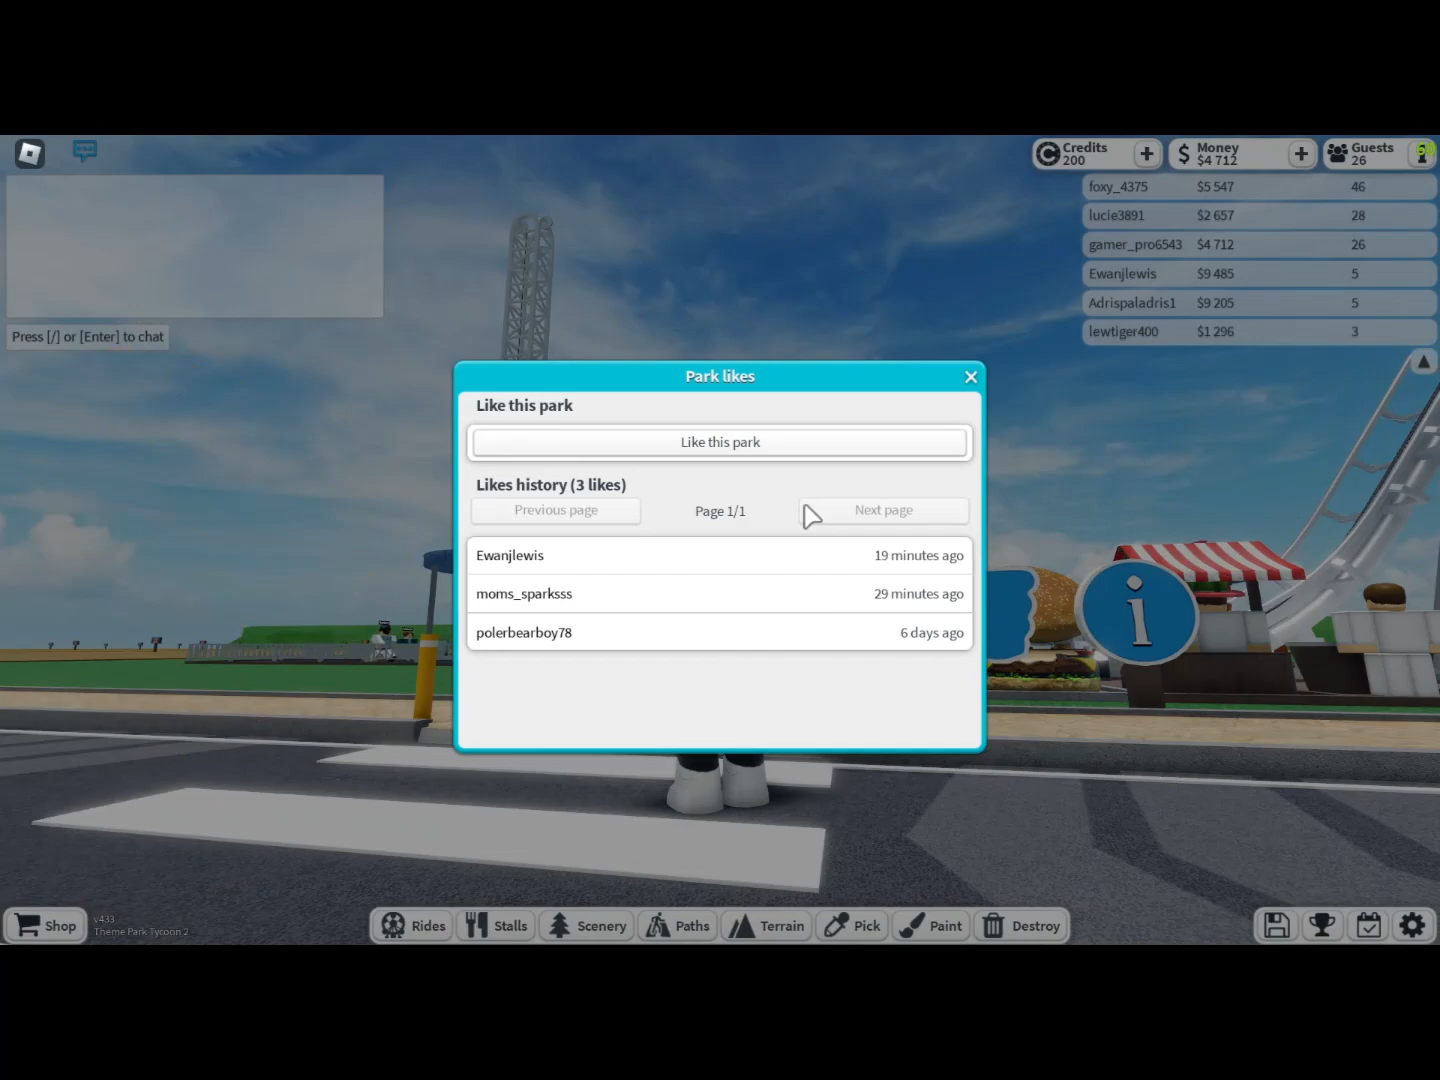 Credits
200
Money
$4 712
Guests
26
foxy_4375 $5 547 46
lucie3891 $2 657 28
gamer_pro6543 $4 712 26
Ewanjlewis $9 485 5
Adrispaladris1 $9 205 5
lewtiger400 $1 296 3
Press [/] or [Enter] to chat
Park likes
Like this park
Like this park
Likes history (3 likes)
Previous page Page 1/1 Next page
Ewanjlewis 19 minutes ago
moms_sparksss 29 minutes ago
polerbearboy78 6 days ago
i
Shop
v433
Theme Park Tycoon 2
Rides Stalls Scenery Paths Terrain Pick Paint Destroy